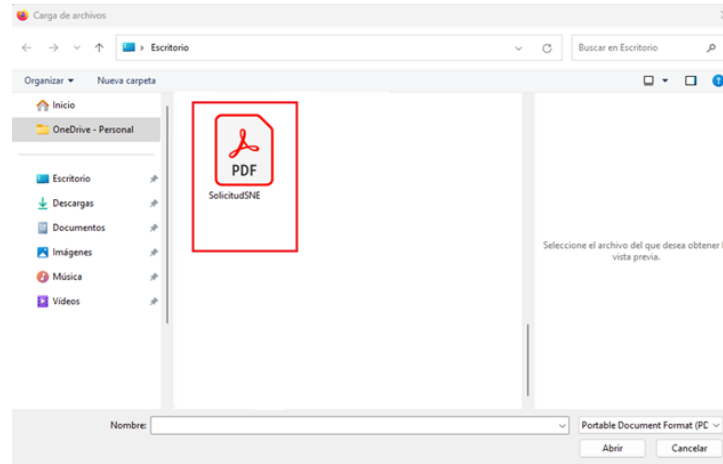 Carga de archivos
Escritorio
Buscar en Escritorio
Organizar
Nueva carpeta
Inicio
OneDrive - Personal
Escritorio
Descargas
Documentos
Imágenes
Música
Vídeos
PDF
SolicitudSNE
Seleccione el archivo del que desea obtener
vista previa.
Nombre:
Portable Document Format (PD
Abrir
Cancelar